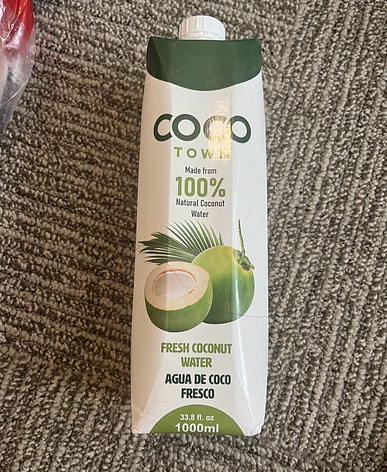 COCO
TOWN
Made from
100%
Natural Coconut
Water
FRESH COCONUT
WATER
AGUA DE COCO
FRESCO
33.8 fl. oz
1000ml